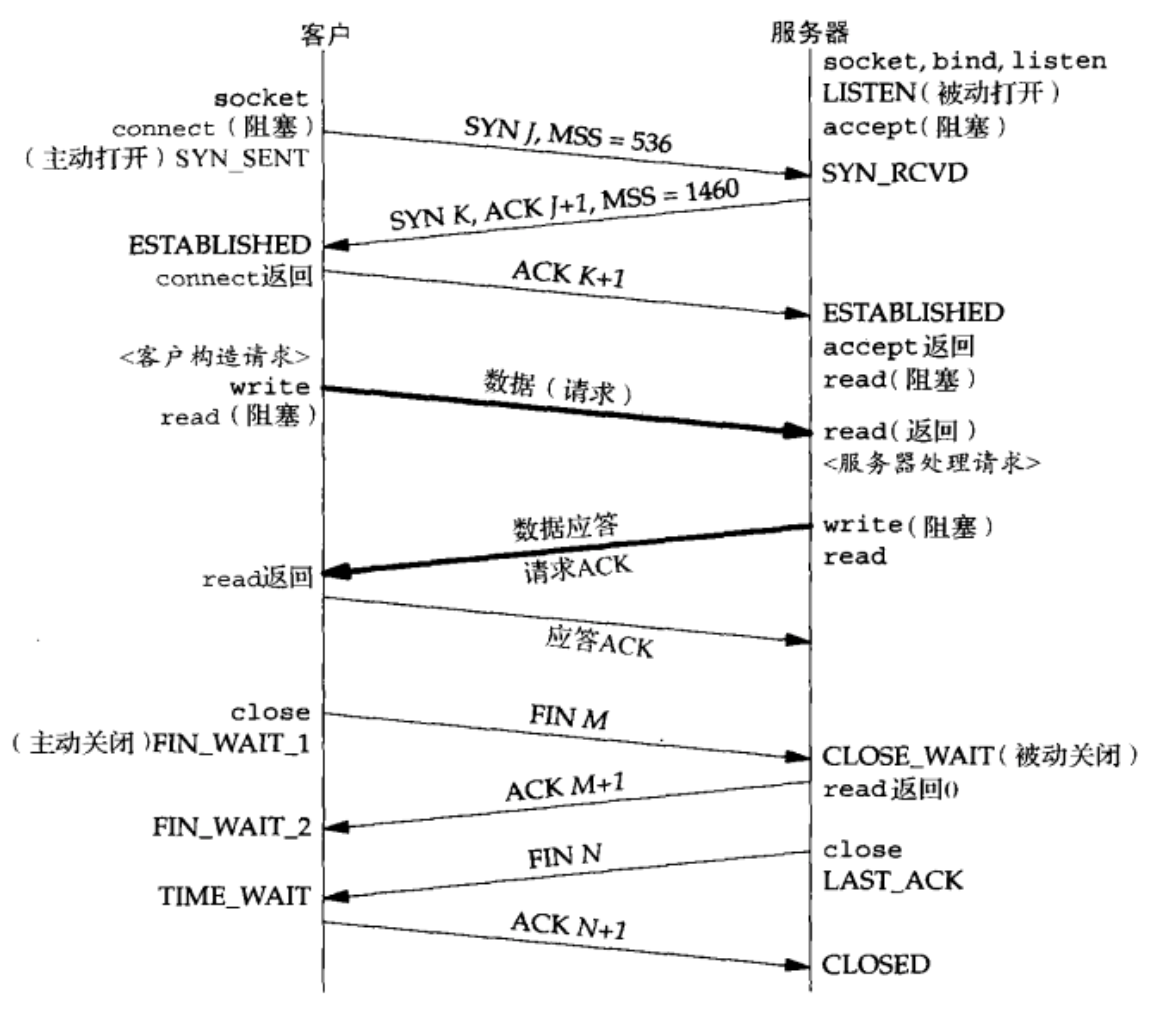 客户
服务器
socket, bind, listen
socket
LISTEN（被动打开）
connect（阻塞）
SYN J, MSS = 536
accept（阻塞）
（主动打开）SYN_SENT
SYN_RCVD
SYN K, ACK J+1, MSS = 1460
ESTABLISHED
connect返回
ACK K+1
ESTABLISHED
accept返回
<客户构造请求>
read（阻塞）
write
数据（请求）
read（阻塞）
read（返回）
<服务器处理请求>
数据应答
write（阻塞）
请求ACK
read
read返回
应答ACK
close
FIN M
（主动关闭）FIN_WAIT_1
CLOSE_WAIT（被动关闭）
ACK M+1
read返回0
FIN_WAIT_2
FIN N
close
TIME_WAIT
LAST_ACK
ACK N+1
CLOSED